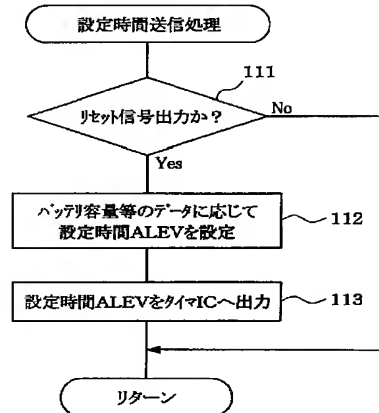 設定時間送信処理
111
リセット信号出力か?
No
Yes
バッテリ容量等のデータに応じて
設定時間ALEVを設定
112
設定時間ALEVをタイマICへ出力
113
リターン